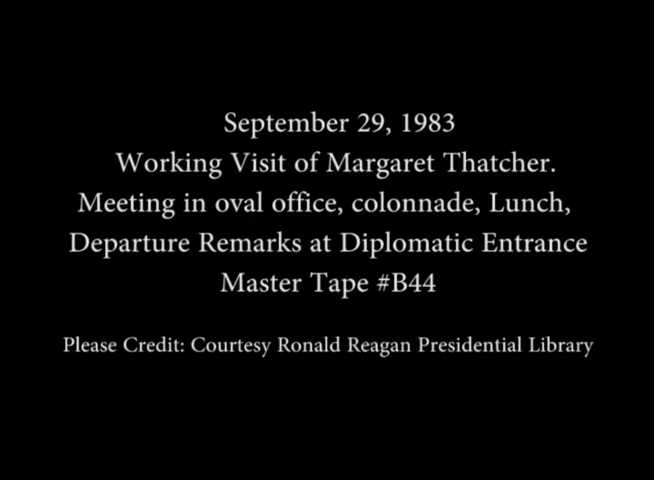 September 29, 1983
Working Visit of Margaret Thatcher.
Meeting in oval office, colonnade, Lunch,
Departure Remarks at Diplomatic Entrance
Master Tape #B44
Please Credit: Courtesy Ronald Reagan Presidential Library